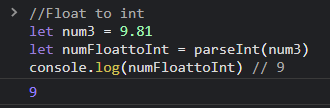 > //Float to int
let num3 = 9.81
let numFloattoInt = parseInt(num3)
console.log(numFloattoInt) // 9
9